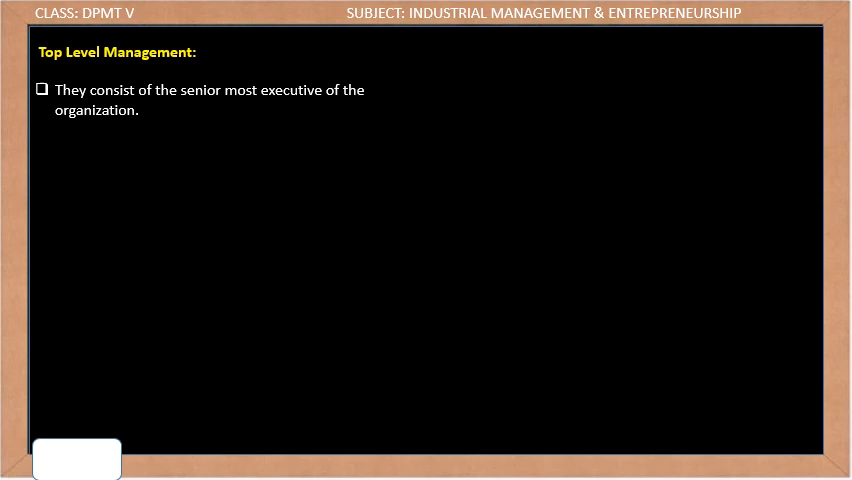 CLASS: DPMT V SUBJECT: INDUSTRIAL MANAGEMENT & ENTREPRENEURSHIP
Top Level Management:
They consist of the senior most executive of the
organization.